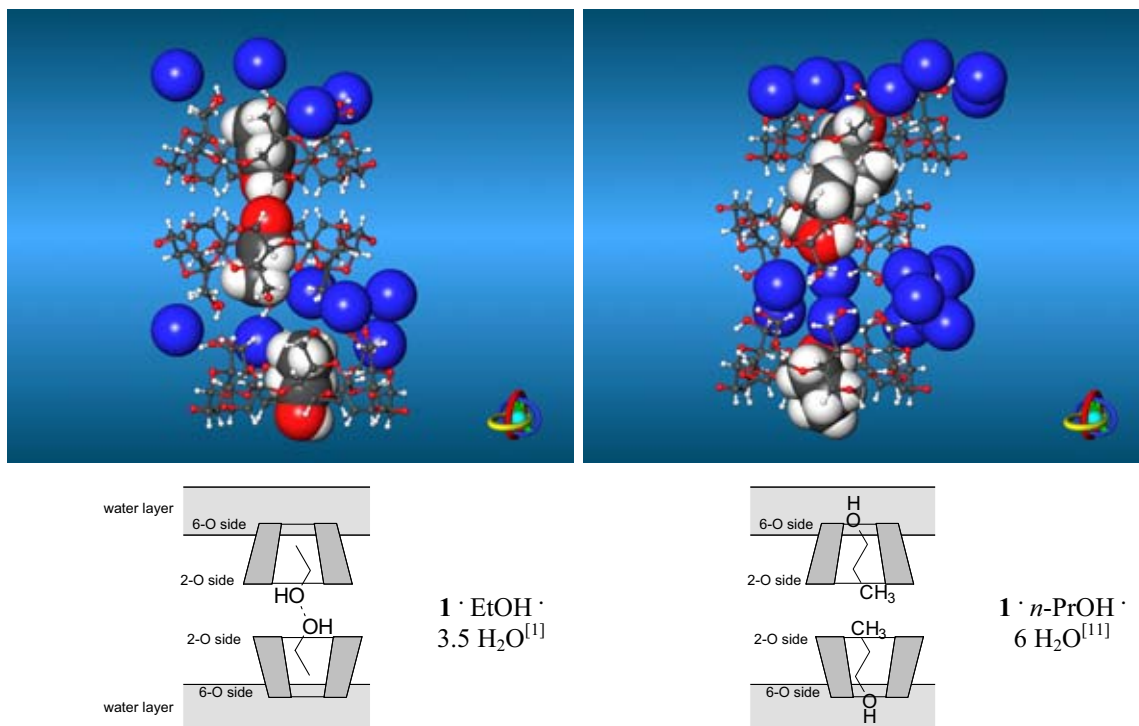 water layer
6-O side
2-O side
HO
OH
2-O side
6-O side
water layer
1 · EtOH ·
3.5 H₂O[1]
H
O
6-O side
2-O side
CH₃
CH₃
2-O side
6-O side
O
H
1 · n-PrOH ·
6 H₂O[11]